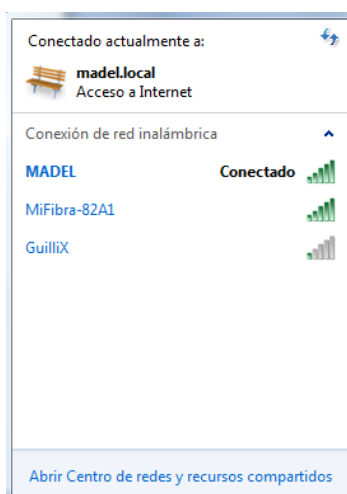 Conectado actualmente a:
madel.local
Acceso a Internet
Conexión de red inalámbrica
MADEL Conectado
MiFibra-82A1
GuilliX
Abrir Centro de redes y recursos compartidos